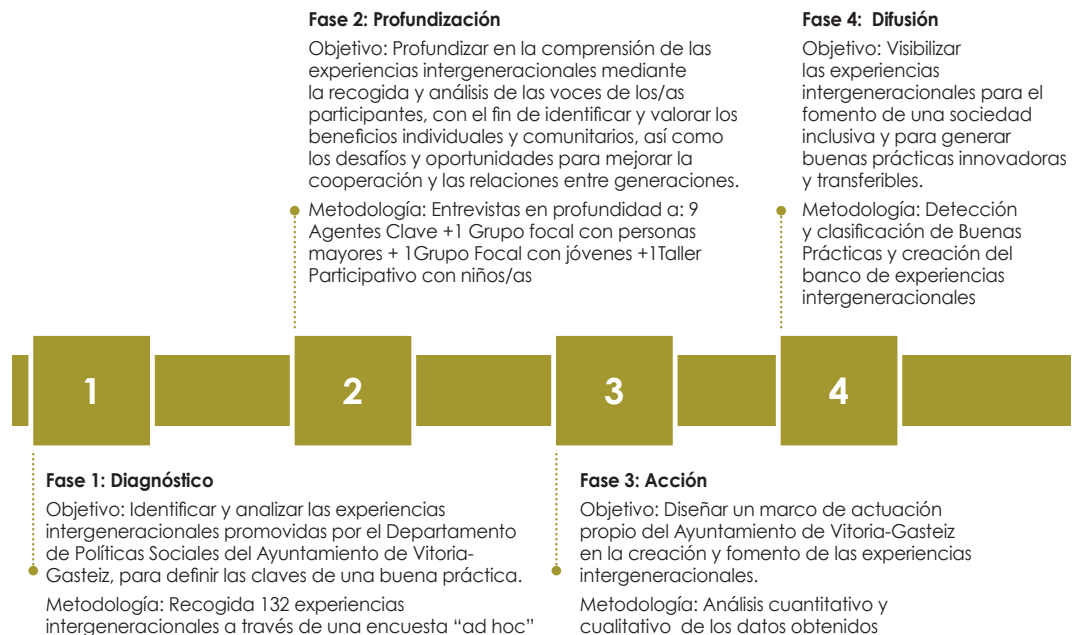 Fase 2: Profundización
Objetivo: Profundizar en la comprensión de las
experiencias intergeneracionales mediante
la recogida y análisis de las voces de los/as
participantes, con el fin de identificar y valorar los
beneficios individuales y comunitarios, así como
los desafíos y oportunidades para mejorar la
cooperación y las relaciones entre generaciones.
Metodología: Entrevistas en profundidad a: 9
Agentes Clave +1 Grupo focal con personas
mayores + 1Grupo Focal con jóvenes +1Taller
Participativo con niños/as
Fase 4:  Difusión
Objetivo: Visibilizar
las experiencias
intergeneracionales para el
fomento de una sociedad
inclusiva y para generar
buenas prácticas innovadoras
y transferibles.
Metodología: Detección
y clasificación de Buenas
Prácticas y creación del
banco de experiencias
intergeneracionales
1
2
3
4
Fase 1: Diagnóstico
Objetivo: Identificar y analizar las experiencias
intergeneracionales promovidas por el Departamento
de Políticas Sociales del Ayuntamiento de Vitoria-
Gasteiz, para definir las claves de una buena práctica.
Metodología: Recogida 132 experiencias
intergeneracionales a través de una encuesta “ad hoc”
Fase 3: Acción
Objetivo: Diseñar un marco de actuación
propio del Ayuntamiento de Vitoria-Gasteiz
en la creación y fomento de las experiencias
intergeneracionales.
Metodología: Análisis cuantitativo y
cualitativo  de los datos obtenidos